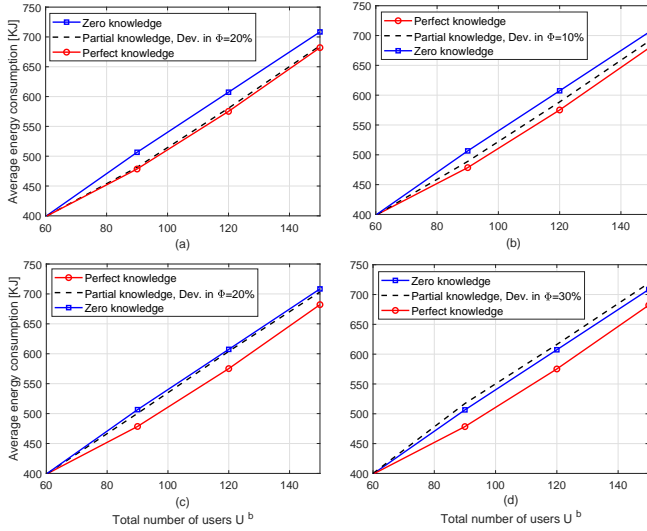 750
700
650
600
550
500
450
400
Average energy consumption [KJ]
Zero knowledge
Partial knowledge, Dev. in Φ=20%
Perfect knowledge
60 80 100 120 140
(a)
750
700
650
600
550
500
450
400
Perfect knowledge
Partial knowledge, Dev. in Φ=10%
Zero knowledge
60 80 100 120 140
(b)
750
700
650
600
550
500
450
400
Average energy consumption [KJ]
Perfect knowledge
Partial knowledge, Dev. in Φ=20%
Zero knowledge
60 80 100 120 140
(c)
Total number of users U b
750
700
650
600
550
500
450
400
Zero knowledge
Partial knowledge, Dev. in Φ=30%
Perfect knowledge
60 80 100 120 140
(d)
Total number of users U b